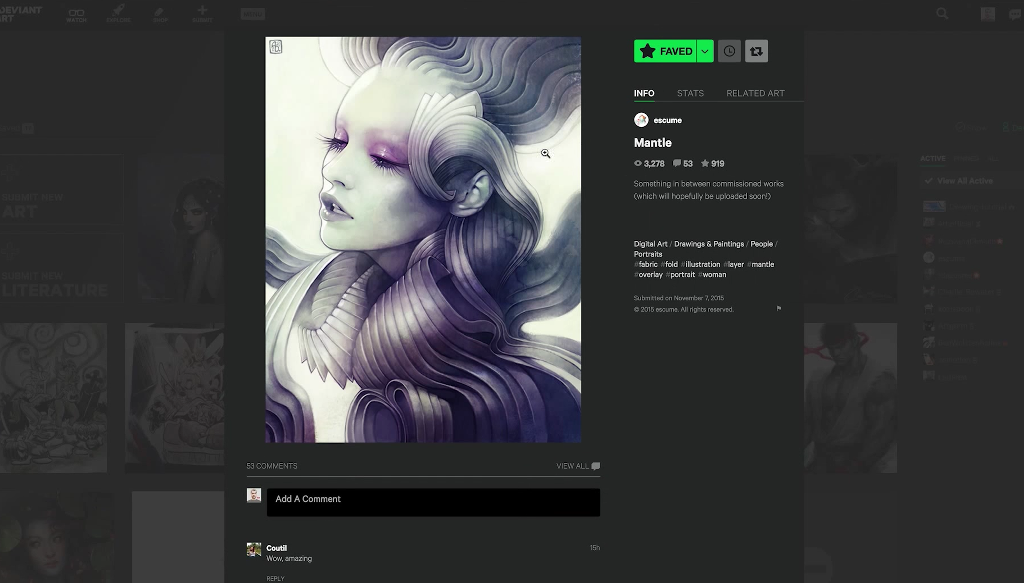 DEVIANT
ART
WATCH
EXPLORE
SHOP
SUBMIT
FAVED
INFO
STATS
RELATED ART
escume
Mantle
3,278
53
919
Something in between commissioned works
(which will hopefully be uploaded soon!)
Digital Art / Drawings & Paintings / People /
Portraits
#fabric #fold #illustration #layer #mantle
#overlay #portrait #woman
Submitted on November 7, 2015
© 2015 escume. All rights reserved.
SUBMIT NEW
ART
SUBMIT NEW
LITERATURE
ACTIVE
View All Active
53 COMMENTS
VIEW ALL
Add A Comment
Coutil
15h
Wow, amazing
REPLY